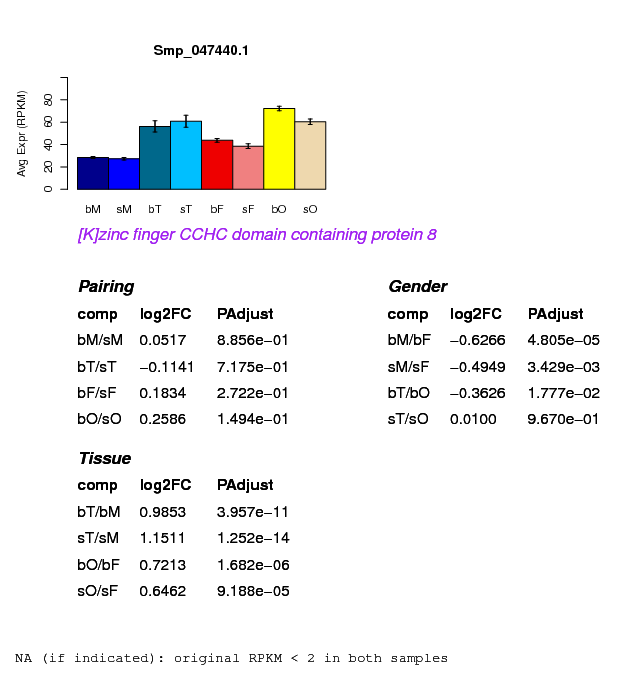 Smp_047440.1
Avg Expr (RPKM)
0 20 40 60 80
bM sM bT sT bF sF bO sO
[K]zinc finger CCHC domain containing protein 8
Pairing
comp log2FC PAdjust
bM/sM 0.0517 8.856e−01
bT/sT −0.1141 7.175e−01
bF/sF 0.1834 2.722e−01
bO/sO 0.2586 1.494e−01
Gender
comp log2FC PAdjust
bM/bF −0.6266 4.805e−05
sM/sF −0.4949 3.429e−03
bT/bO −0.3626 1.777e−02
sT/sO 0.0100 9.670e−01
Tissue
comp log2FC PAdjust
bT/bM 0.9853 3.957e−11
sT/sM 1.1511 1.252e−14
bO/bF 0.7213 1.682e−06
sO/sF 0.6462 9.188e−05
NA (if indicated): original RPKM < 2 in both samples